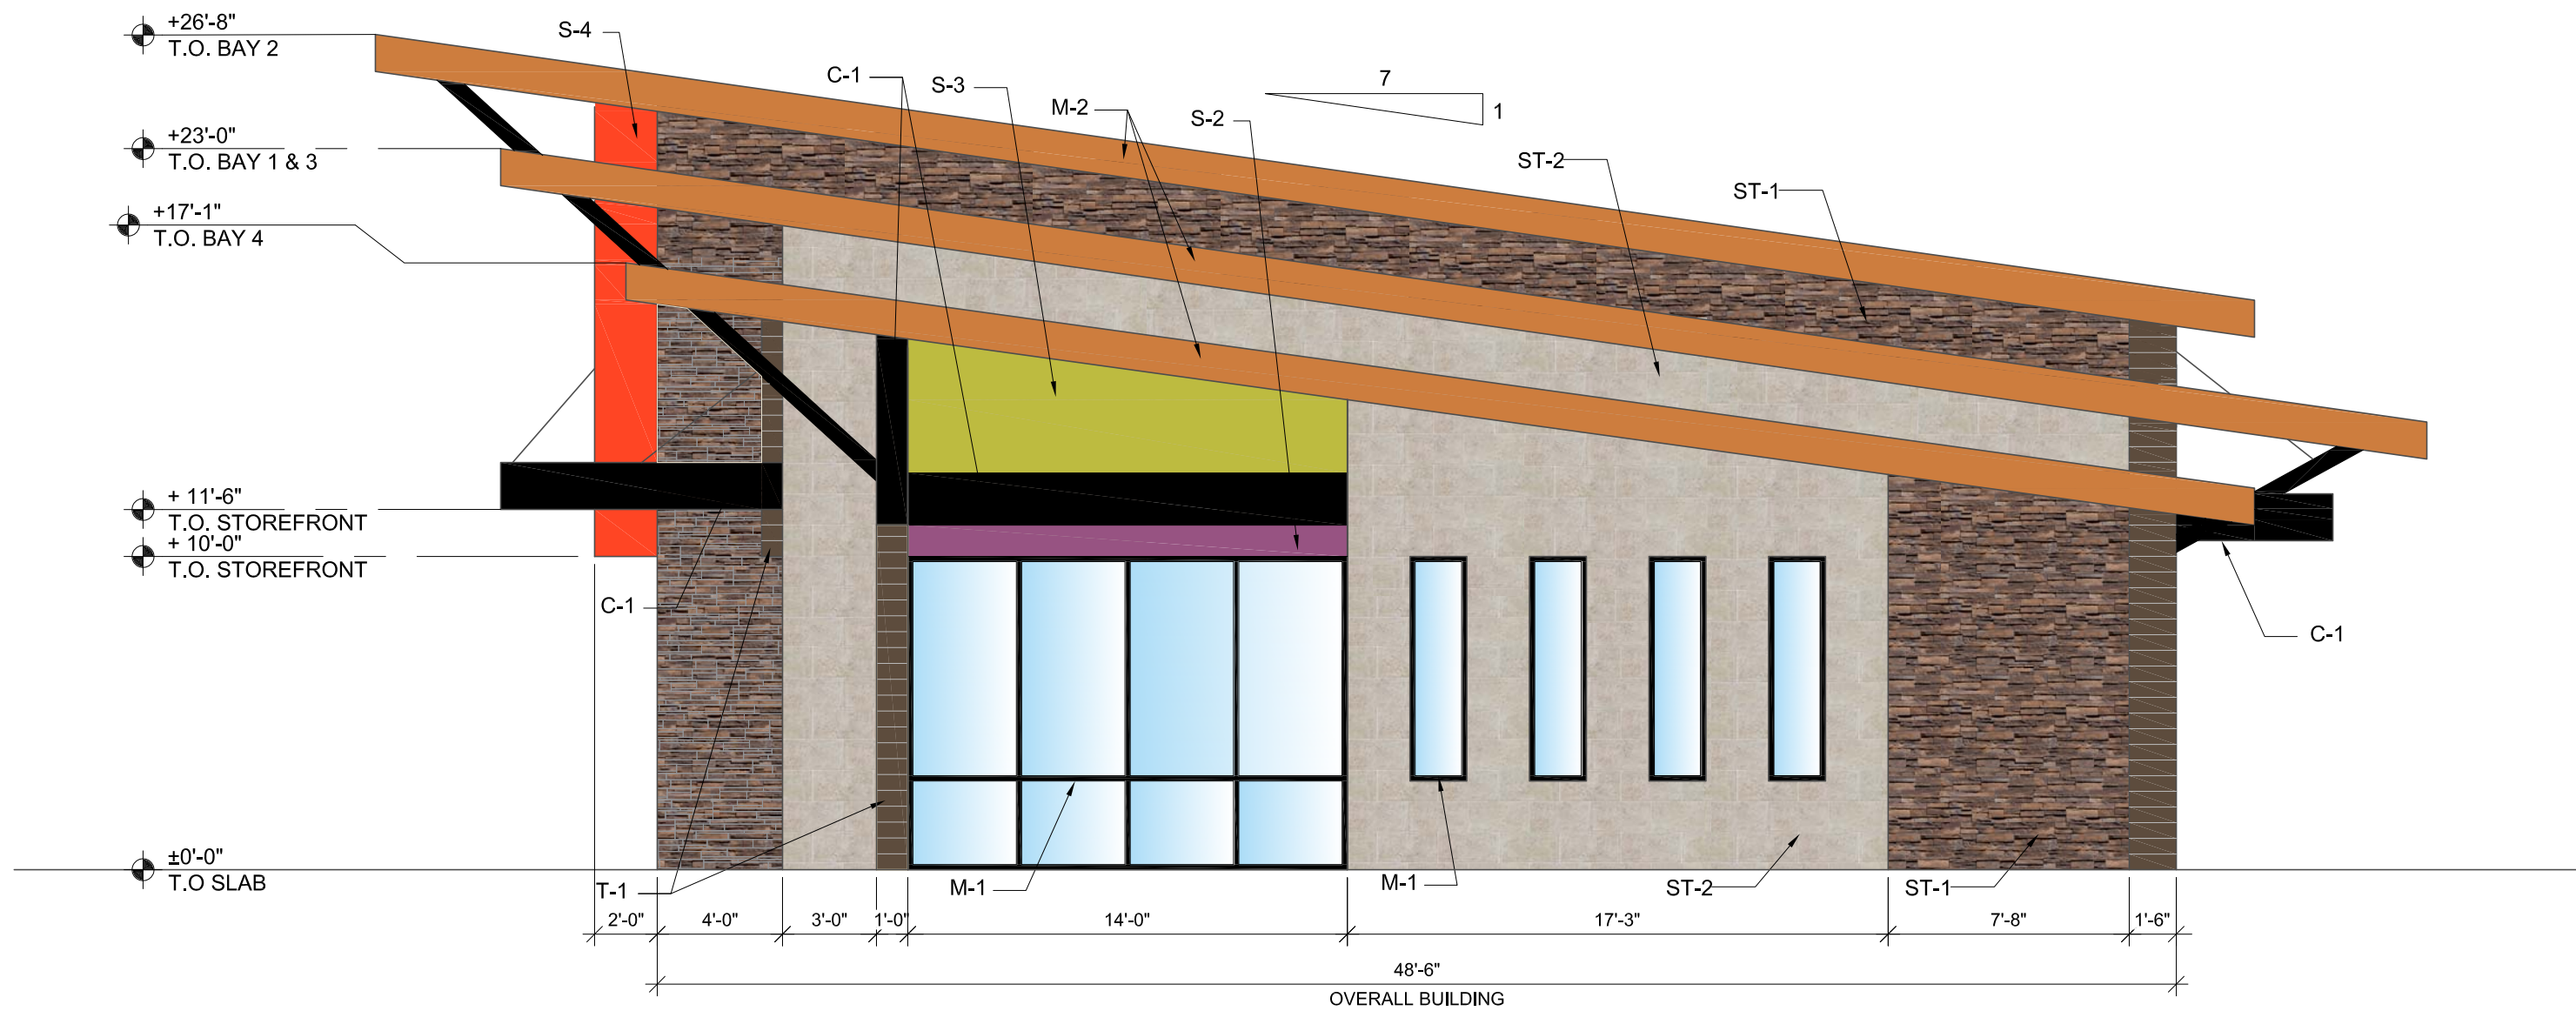 +26'-8"
T.O. BAY 2
S-4
C-1
S-3
M-2
7
1
S-2
ST-2
ST-1
+23'-0"
T.O. BAY 1 & 3
+17'-1"
T.O. BAY 4
+ 11'-6"
T.O. STOREFRONT
+ 10'-0"
T.O. STOREFRONT
C-1
C-1
±0'-0"
T.O SLAB
T-1
M-1
M-1
ST-2
ST-1
2'-0"
4'-0"
3'-0"
1'-0"
14'-0"
17'-3"
7'-8"
1'-6"
48'-6"
OVERALL BUILDING